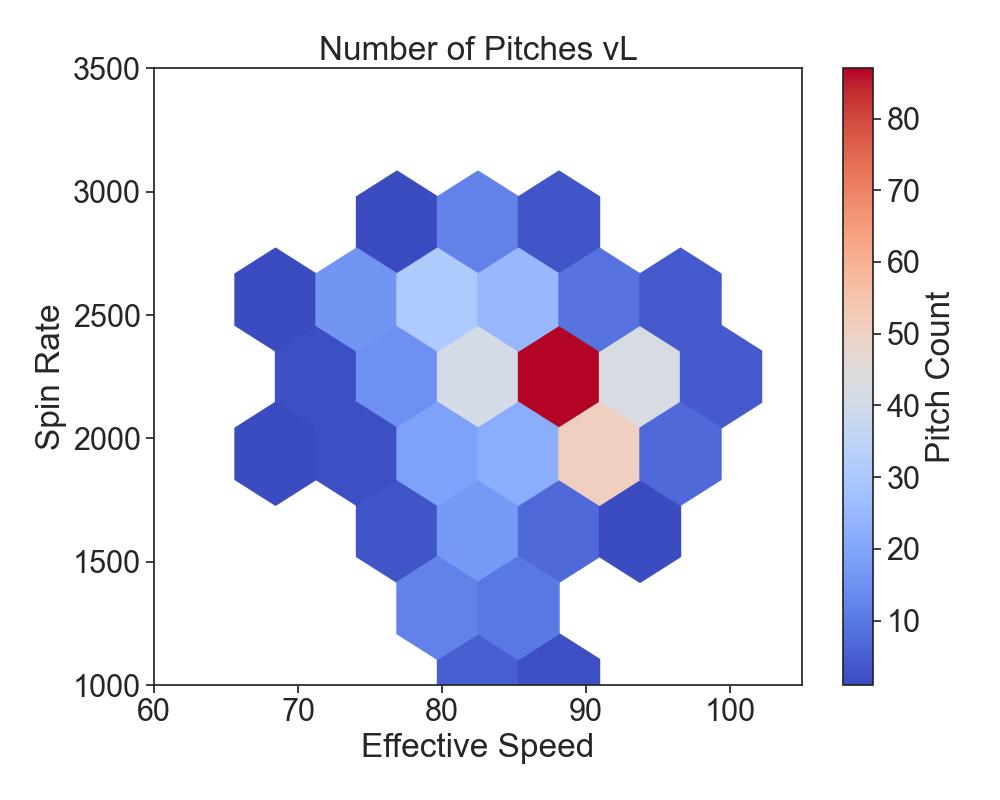 Number of Pitches vL
3500
3000
2500
2000
1500
1000
Spin Rate
60 70 80 90 100
Effective Speed
80
70
60
50
40
30
20
10
Pitch Count